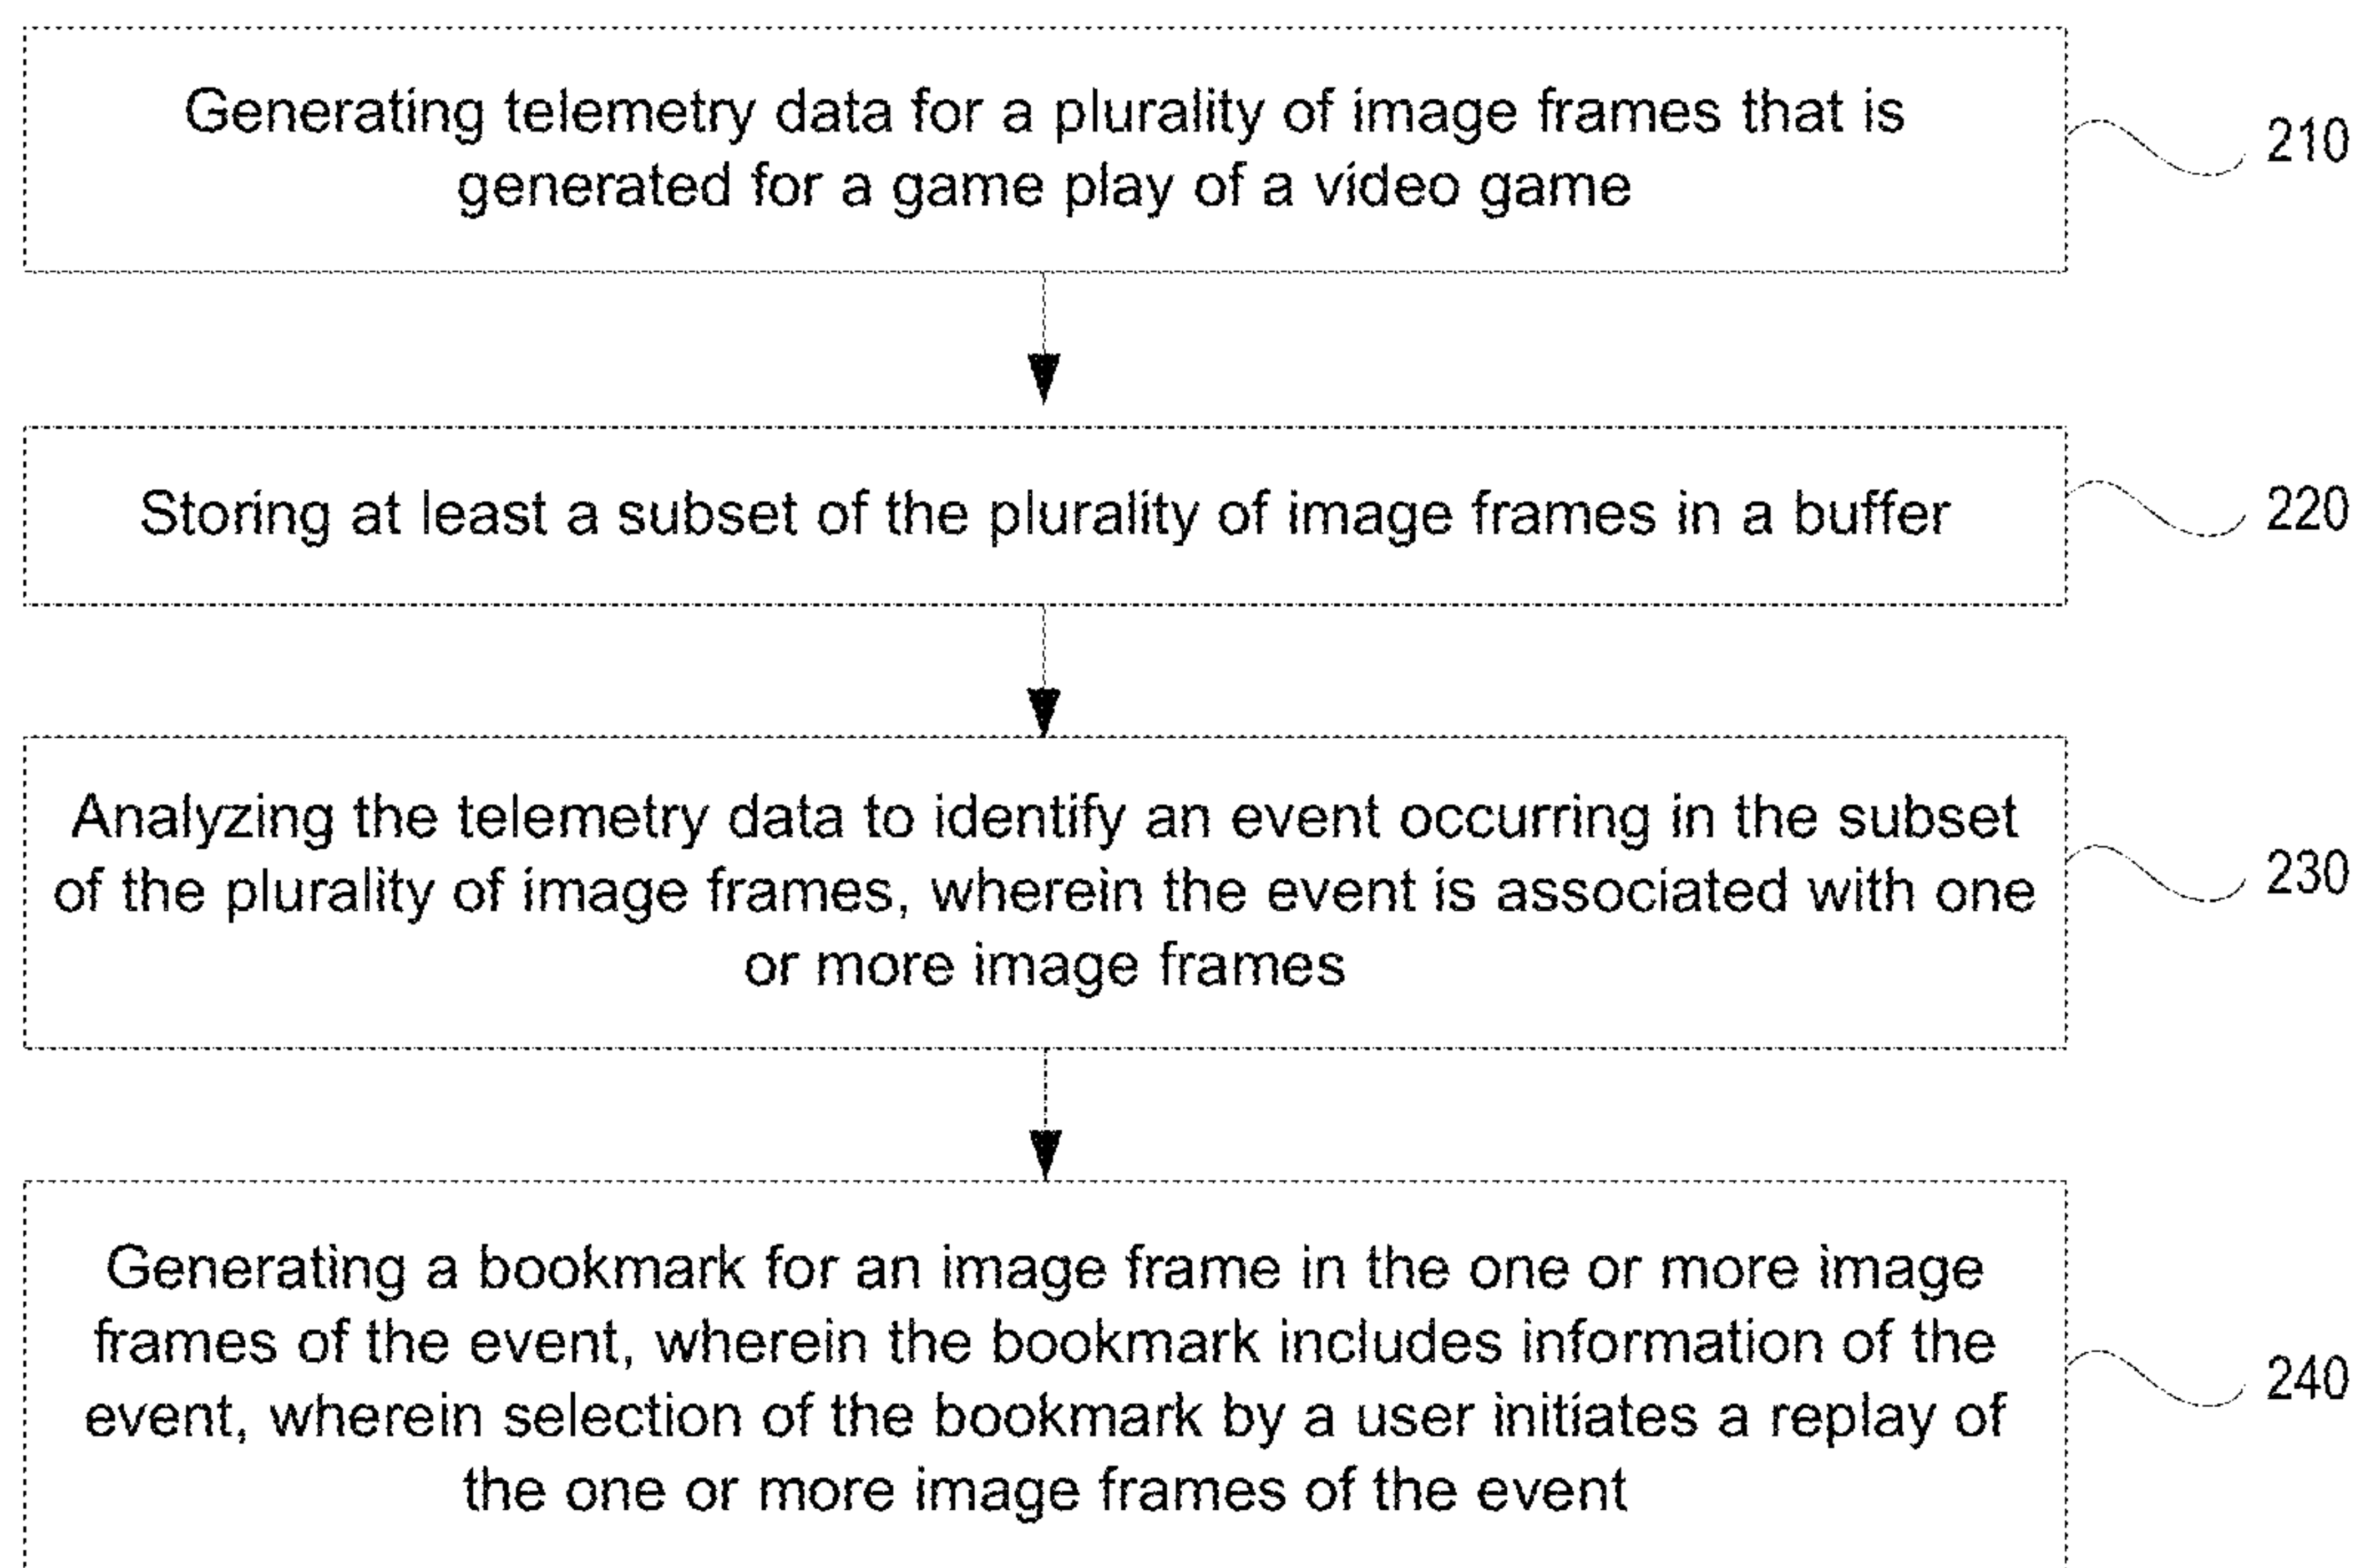 Generating telemetry data for a plurality of image frames that is
generated for a game play of a video game
210
Storing at least a subset of the plurality of image frames in a buffer
220
Analyzing the telemetry data to identify an event occurring in the subset
of the plurality of image frames, wherein the event is associated with one
or more image frames
230
Generating a bookmark for an image frame in the one or more image
frames of the event, wherein the bookmark includes information of the
event, wherein selection of the bookmark by a user initiates a replay of
the one or more image frames of the event
240